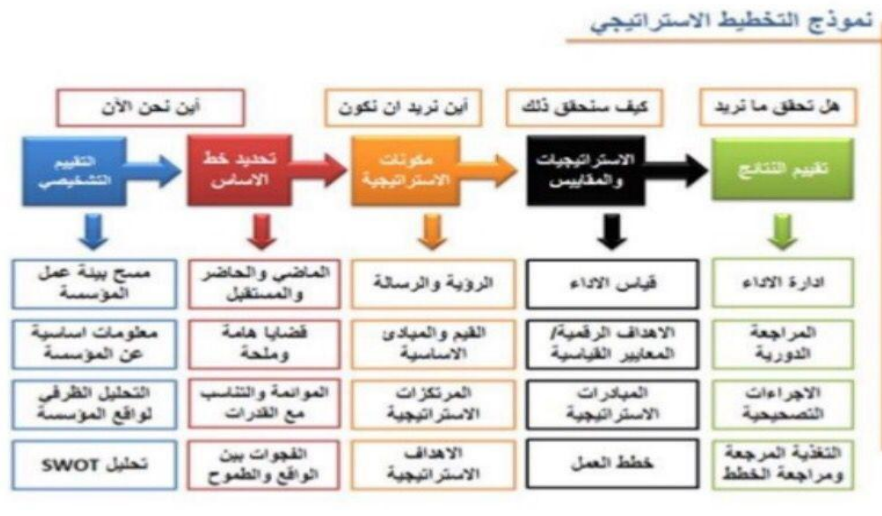 نموذج التخطيط الاستراتيجي
أين نحن الآن
أين نريد ان نكون
كيف سنحقق ذلك
هل تحقق ما نريد
التقييم
التشخيصي
تحديد خط
الاساس
مكونات
الاستراتيجية
الاستراتيجيات
والمقاييس
تقييم النتائج
مسح بيئة عمل
المؤسسة
معلومات اساسية
عن المؤسسة
التحليل الظرفي
لواقع المؤسسة
تحليل SWOT
الماضي والحاضر
والمستقبل
قضايا هامة
وملحة
الموائمة والتناسب
مع القدرات
الفجوات بين
الواقع والطموح
الرؤية والرسالة
القيم والمبادئ
الاساسية
المرتكزات
الاستراتيجية
الاهداف
الاستراتيجية
قياس الاداء
الاهداف الرقمية/
المعايير القياسية
المبادرات
الاستراتيجية
خطط العمل
ادارة الاداء
المراجعة
الدورية
الاجراءات
التصحيحية
التغذية المرجعة
ومراجعة الخطط